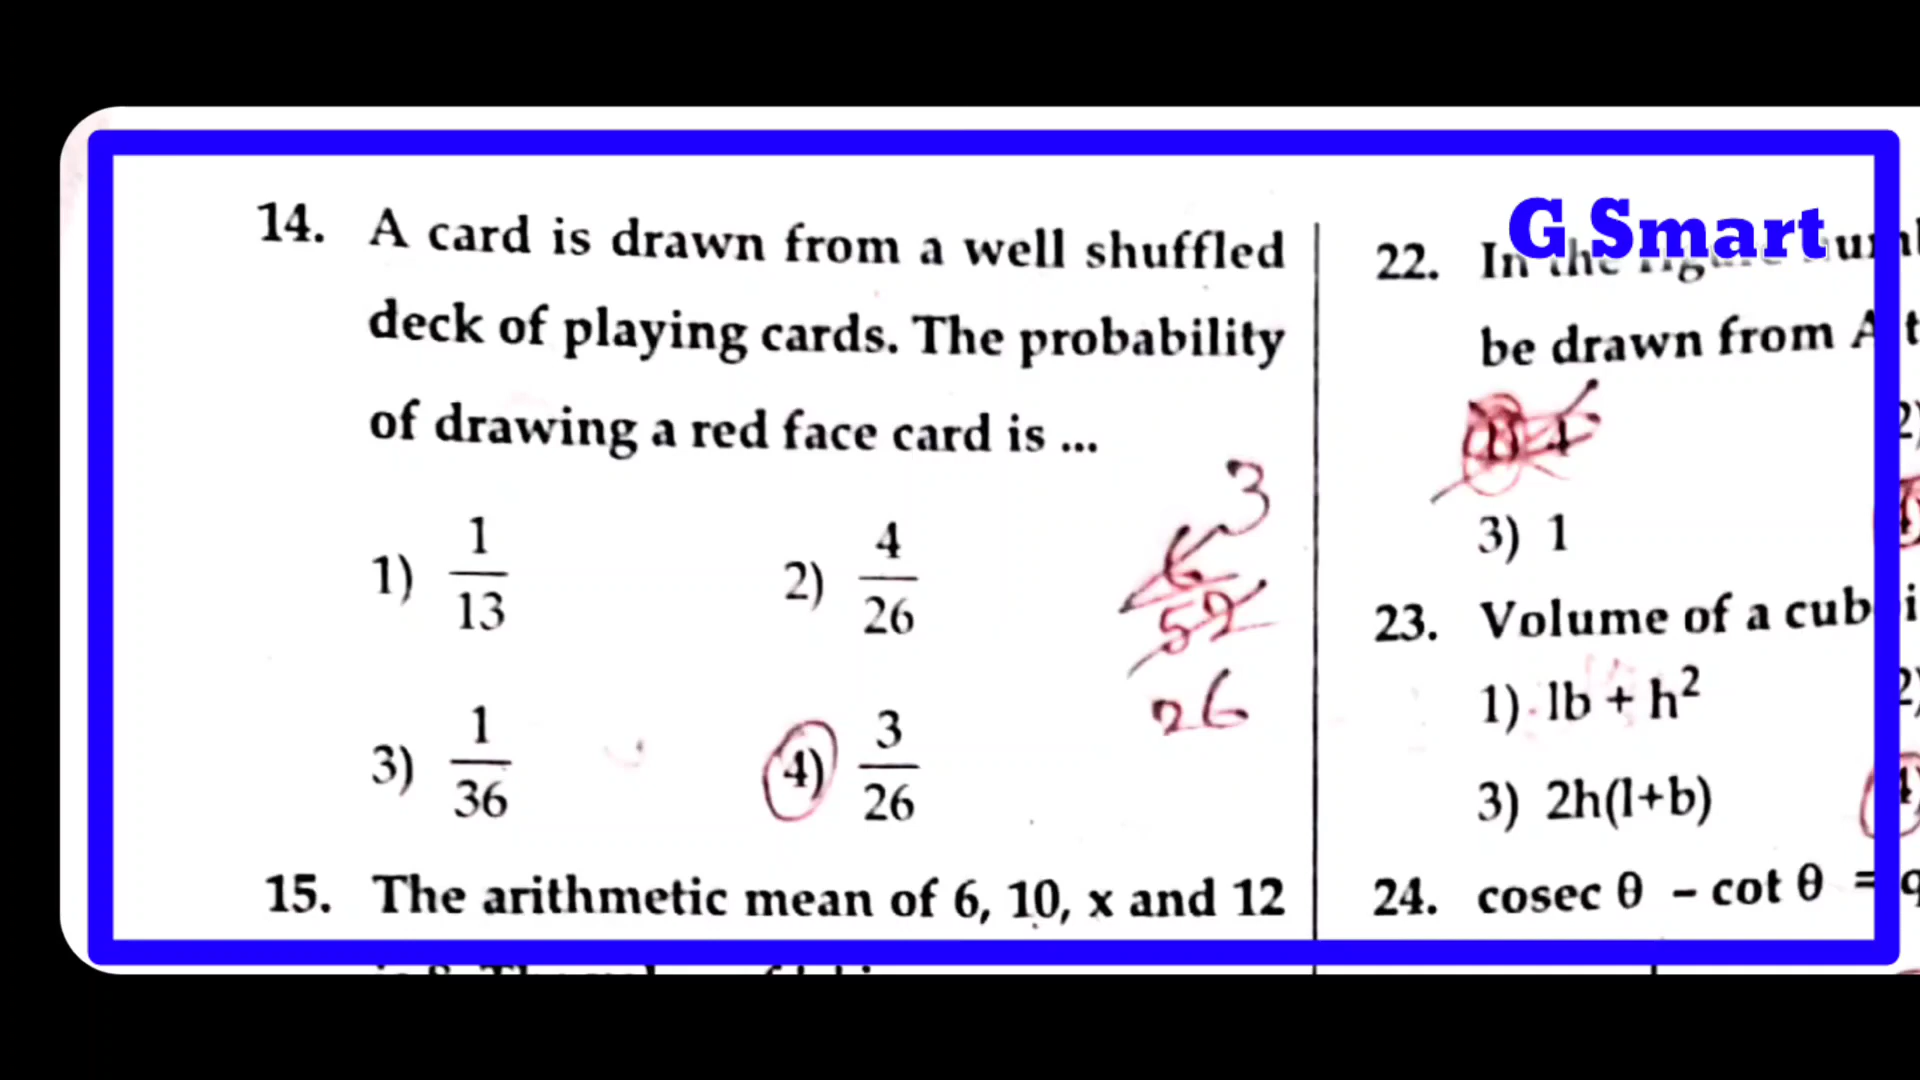 14. A card is drawn from a well shuffled
deck of playing cards. The probability
of drawing a red face card is ...
1) 1/13 2) 4/26
3) 1/36 4) 3/26
3
6
52
26
15. The arithmetic mean of 6, 10, x and 12
G Smart
22. In the
be drawn from A t
3) 1
23. Volume of a cub i
1) lb + h²
3) 2h(l+b)
24. cosec θ - cot θ =